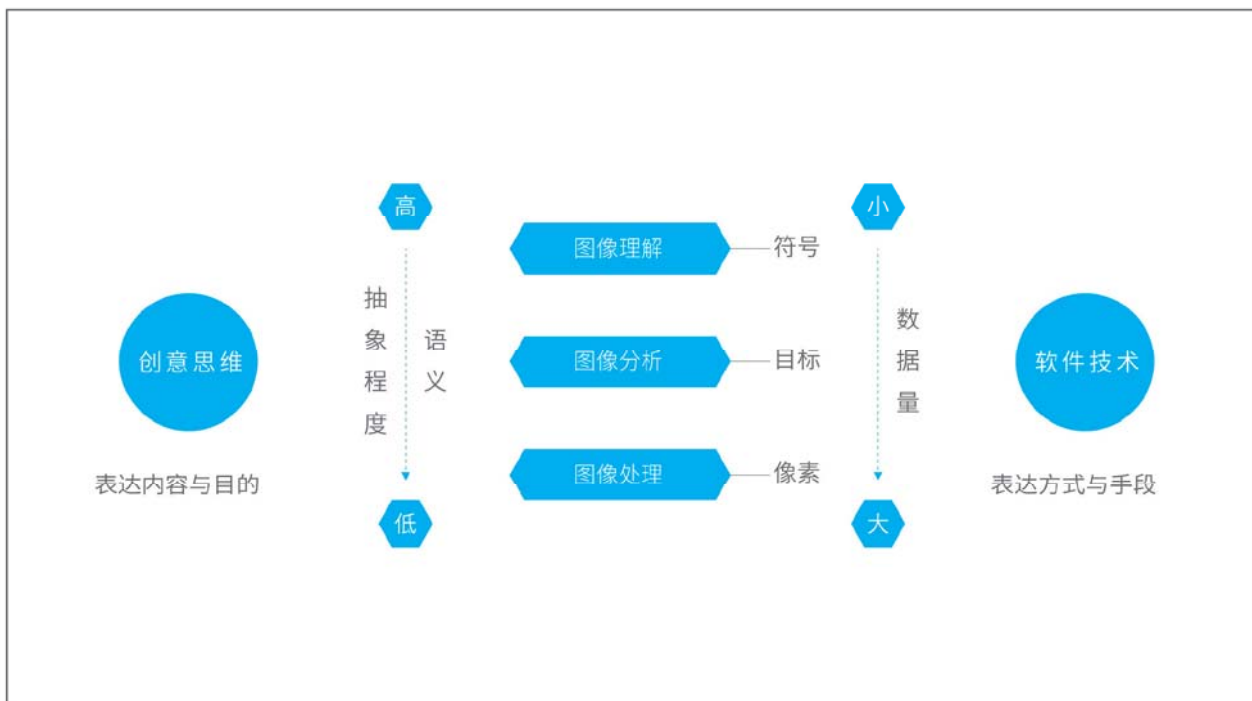 高
小
图像理解
符号
抽象程度
语义
数据量
创意思维
图像分析
目标
软件技术
图像处理
像素
表达内容与目的
表达方式与手段
低
大